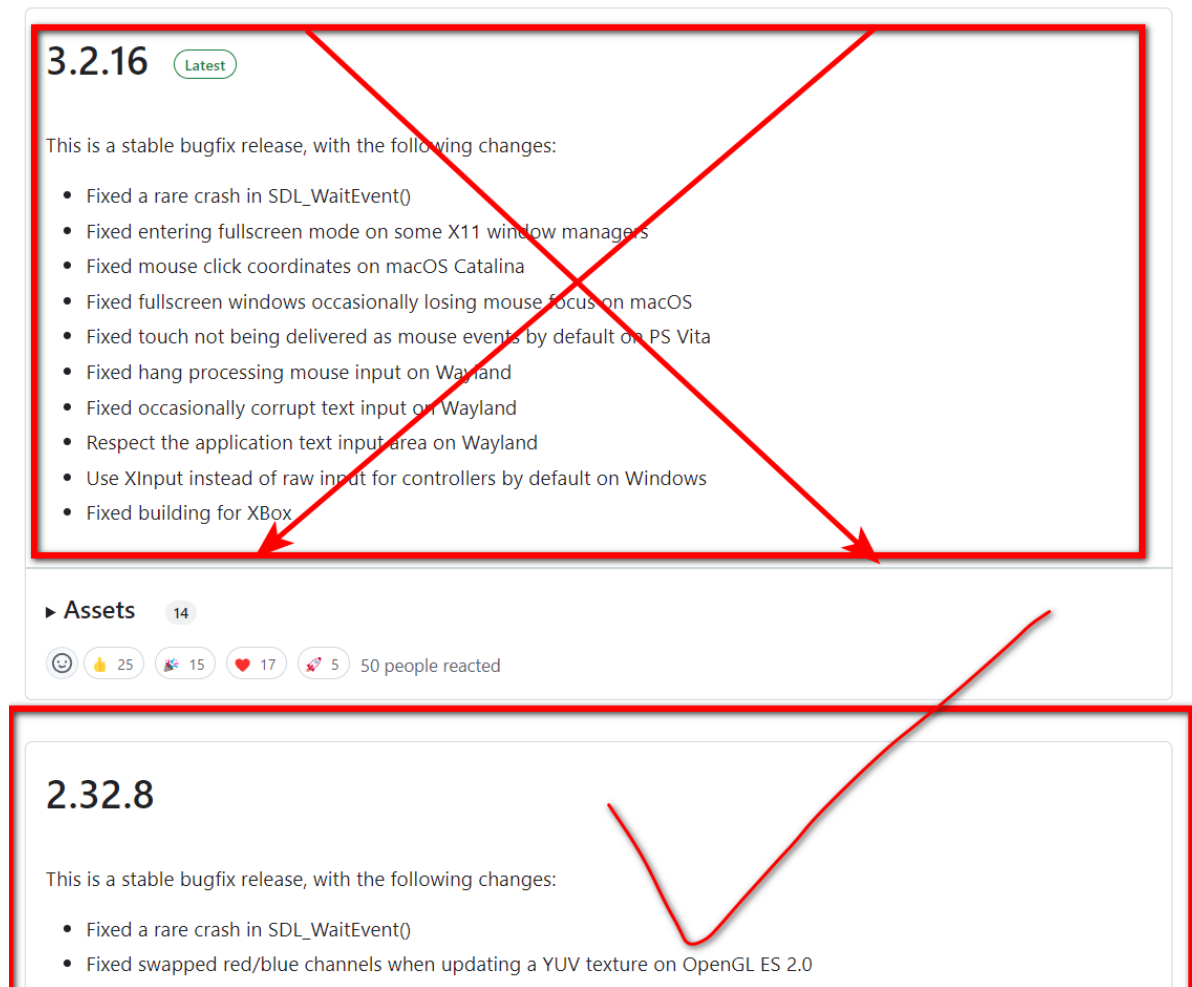 3.2.16 Latest
This is a stable bugfix release, with the following changes:
Fixed a rare crash in SDL_WaitEvent()
Fixed entering fullscreen mode on some X11 window managers
Fixed mouse click coordinates on macOS Catalina
Fixed fullscreen windows occasionally losing mouse focus on macOS
Fixed touch not being delivered as mouse events by default on PS Vita
Fixed hang processing mouse input on Wayland
Fixed occasionally corrupt text input on Wayland
Respect the application text input area on Wayland
Use XInput instead of raw input for controllers by default on Windows
Fixed building for XBox
Assets 14
25 15 17 5 50 people reacted
2.32.8
This is a stable bugfix release, with the following changes:
Fixed a rare crash in SDL_WaitEvent()
Fixed swapped red/blue channels when updating a YUV texture on OpenGL ES 2.0